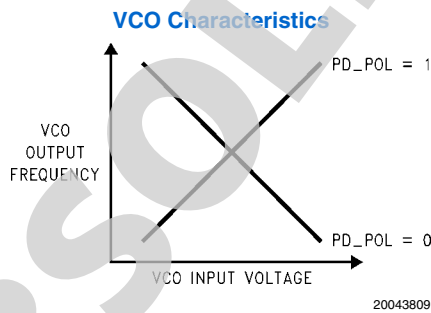 VCO Characteristics
PD_POL = 1
VCO
OUTPUT
FREQUENCY
PD_POL = 0
VCO INPUT VOLTAGE
20043809